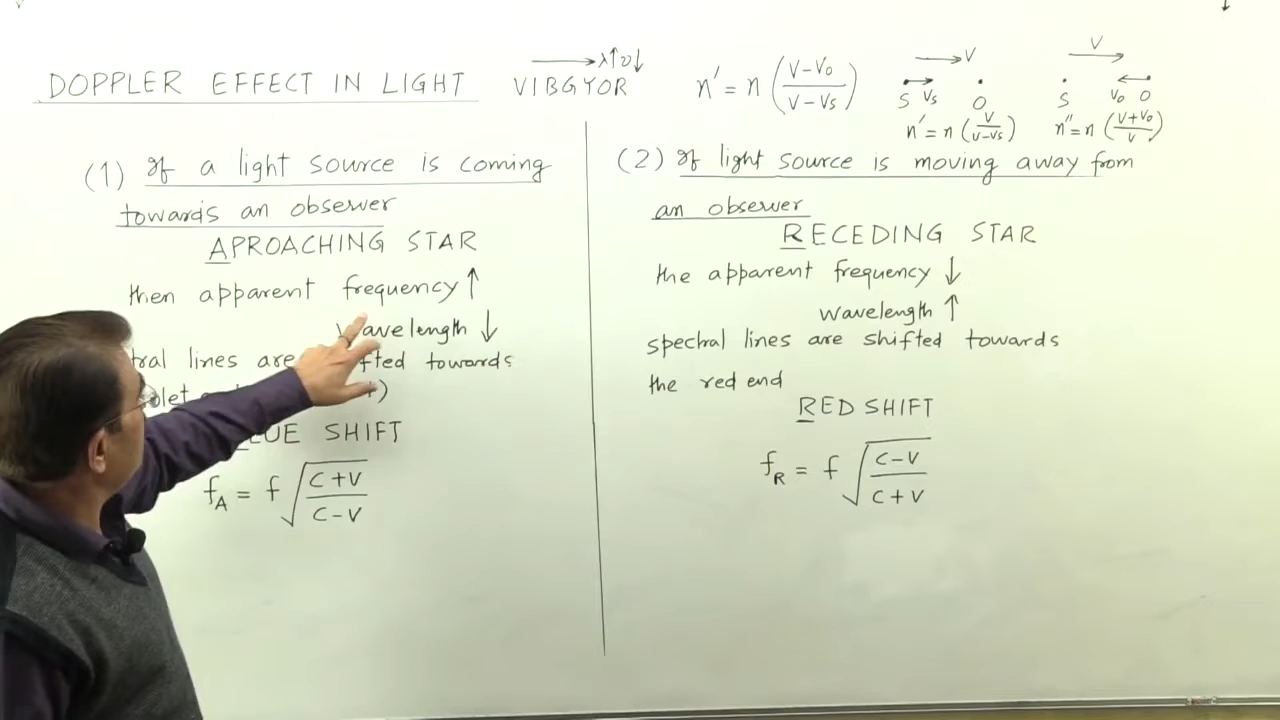 DOPPLER EFFECT IN LIGHT
VIBGYOR → λ↑ν↓
n' = n ((V-V₀)/(V-Vs))
→ V
S Vs O
n' = n (V/(V-Vs))
V →
S V₀ O
n'' = n ((V+V₀)/V)
(1) If a light source is coming
towards an observer
APROACHING STAR
then apparent frequency ↑
wavelength ↓
tral lines are fted towards
BLUE SHIFT
f_A = f √((C+V)/(C-V))
(2) If light source is moving away from
an observer
RECEDING STAR
the apparent frequency ↓
wavelength ↑
spectral lines are shifted towards
the red end
RED SHIFT
f_R = f √((C-V)/(C+V))